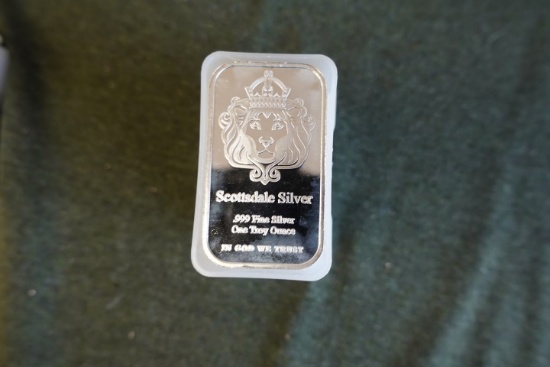 Scottsdale Silver
.999 Fine Silver
One Troy Ounce
IN GOD WE TRUST